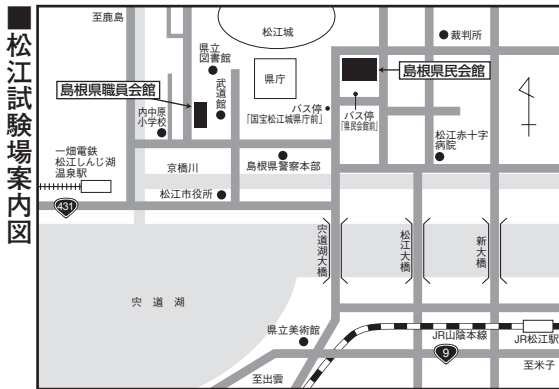 ■松江試験場案内図
至鹿島
松江城
県立
図書館
裁判所
島根県職員会館
武道館
県庁
島根県民会館
バス停
「国宝松江城県庁前」
バス停
「県民会館前」
内中原
小学校
松江赤十字
病院
一畑電鉄
松江しんじ湖
温泉駅
京橋川
島根県警察本部
松江市役所
431
宍道湖大橋
松江大橋
新大橋
宍道湖
県立美術館
JR山陰本線
JR松江駅
9
至出雲
至米子